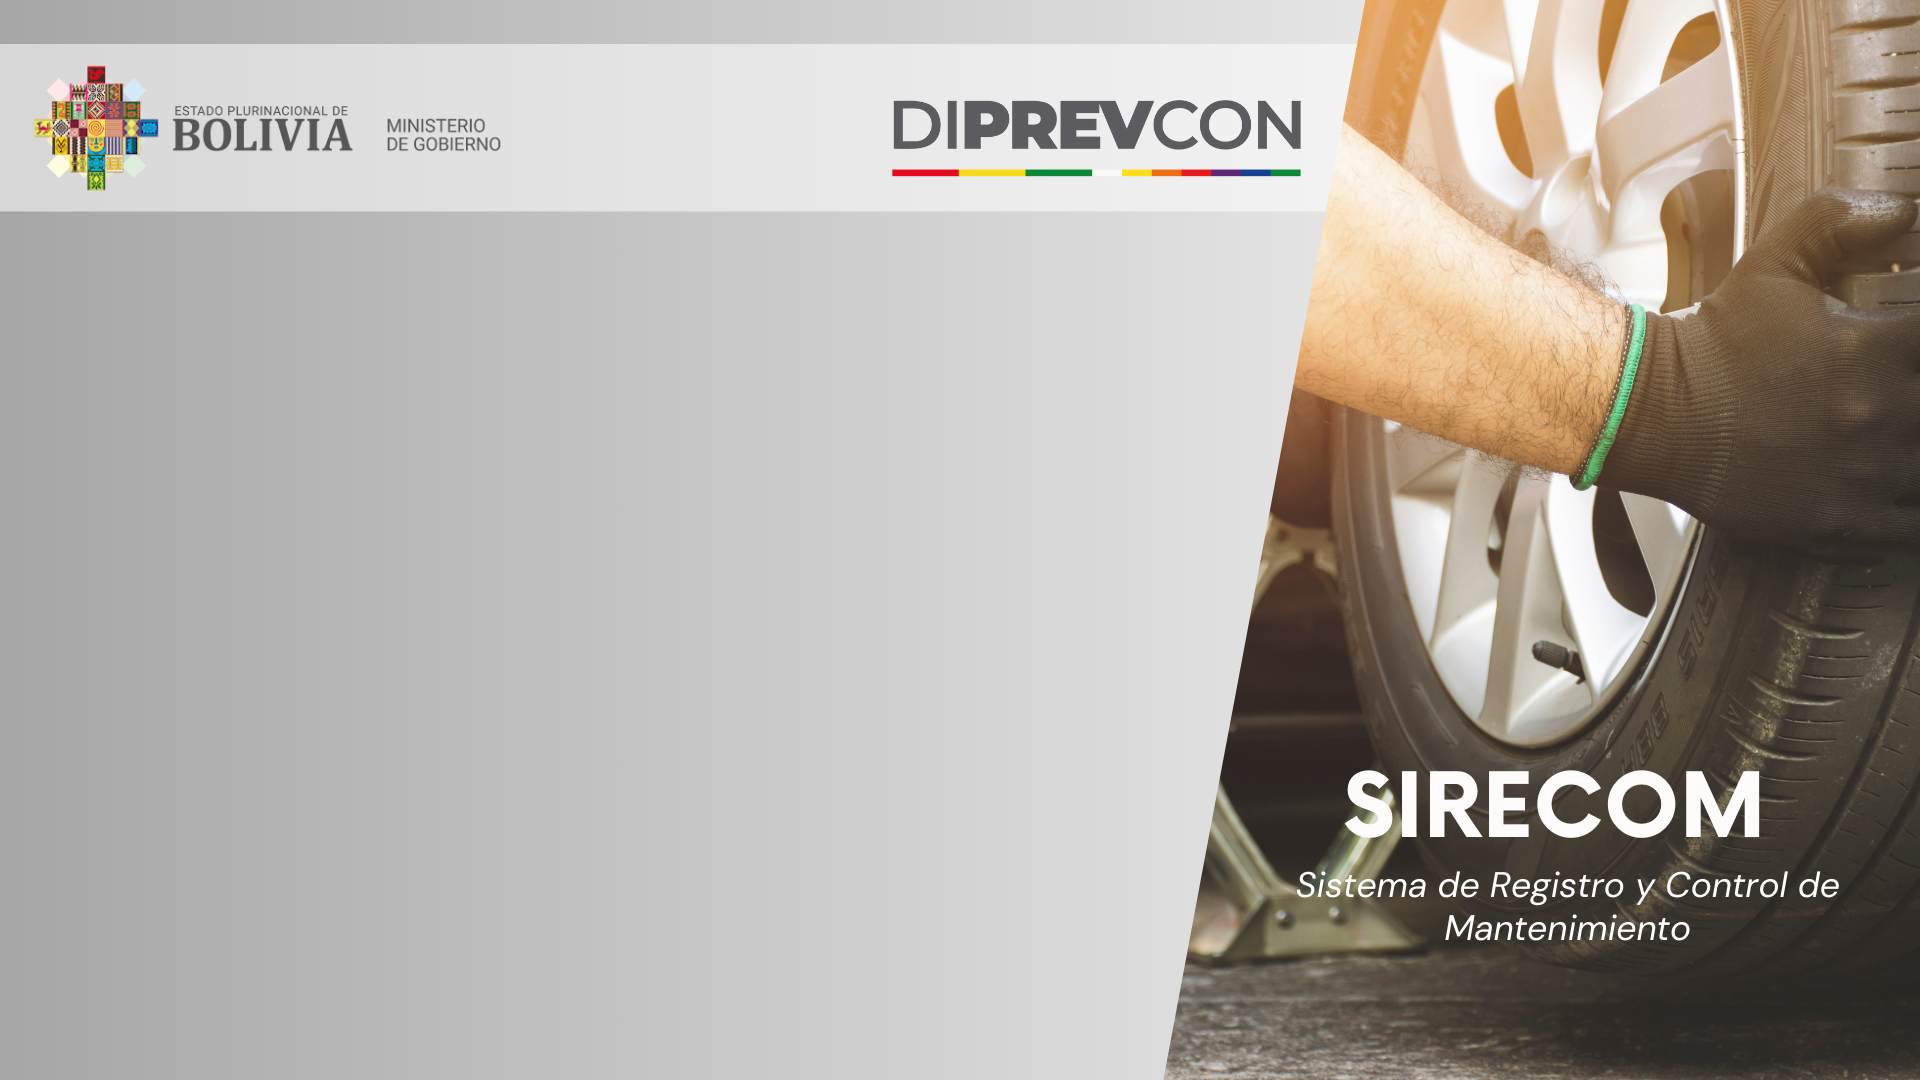 ESTADO PLURINACIONAL DE
BOLIVIA
MINISTERIO
DE GOBIERNO
DIPREVCON
SIRECOM
Sistema de Registro y Control de
Mantenimiento